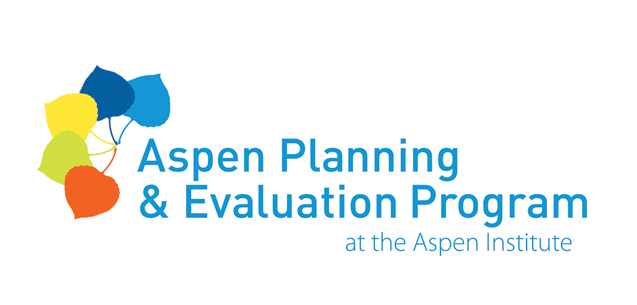 Aspen Planning
& Evaluation Program
at the Aspen Institute